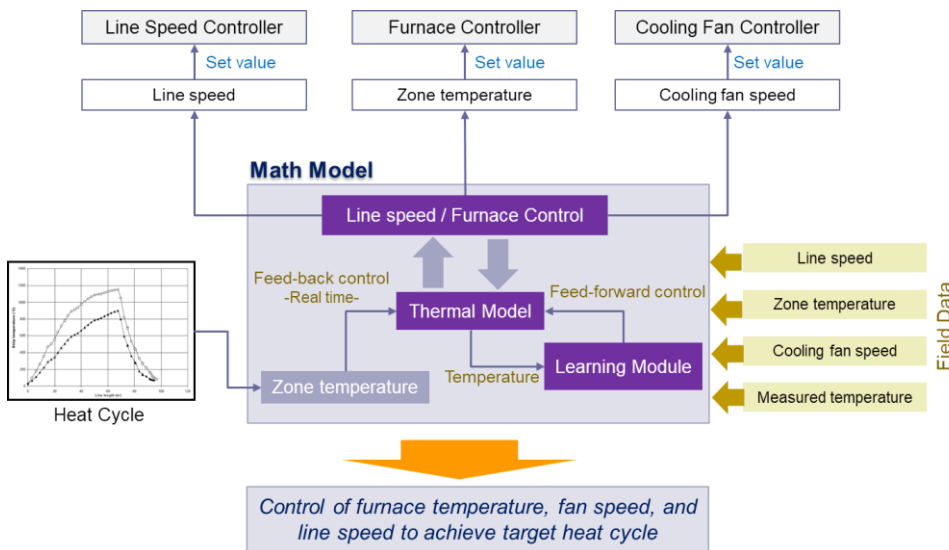 Line Speed Controller
Furnace Controller
Cooling Fan Controller
Set value
Set value
Set value
Line speed
Zone temperature
Cooling fan speed
Math Model
Line speed / Furnace Control
Feed-back control
-Real time-
Feed-forward control
Thermal Model
Learning Module
Temperature
Zone temperature
Heat Cycle
Line speed
Zone temperature
Cooling fan speed
Measured temperature
Field Data
Control of furnace temperature, fan speed, and
line speed to achieve target heat cycle